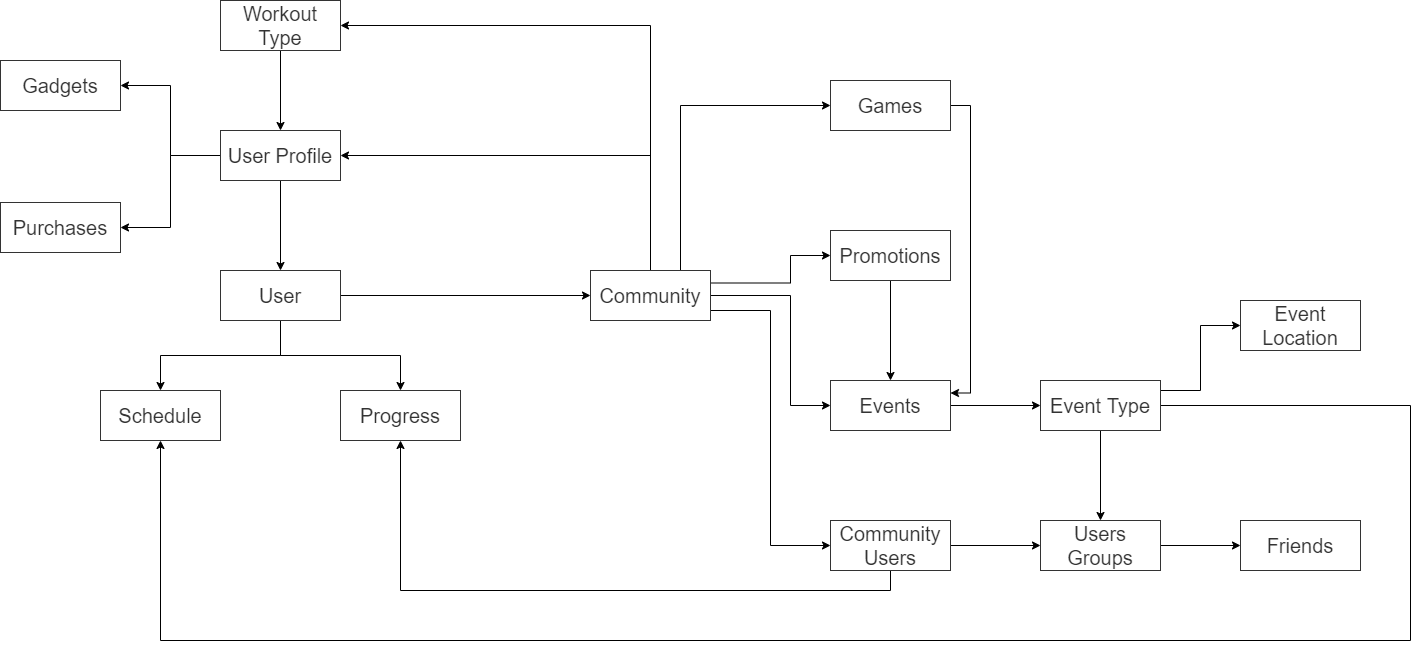 Workout
Type
Gadgets
Games
User Profile
Purchases
Promotions
User
Community
Event
Location
Schedule
Progress
Events
Event Type
Community
Users
Users
Groups
Friends